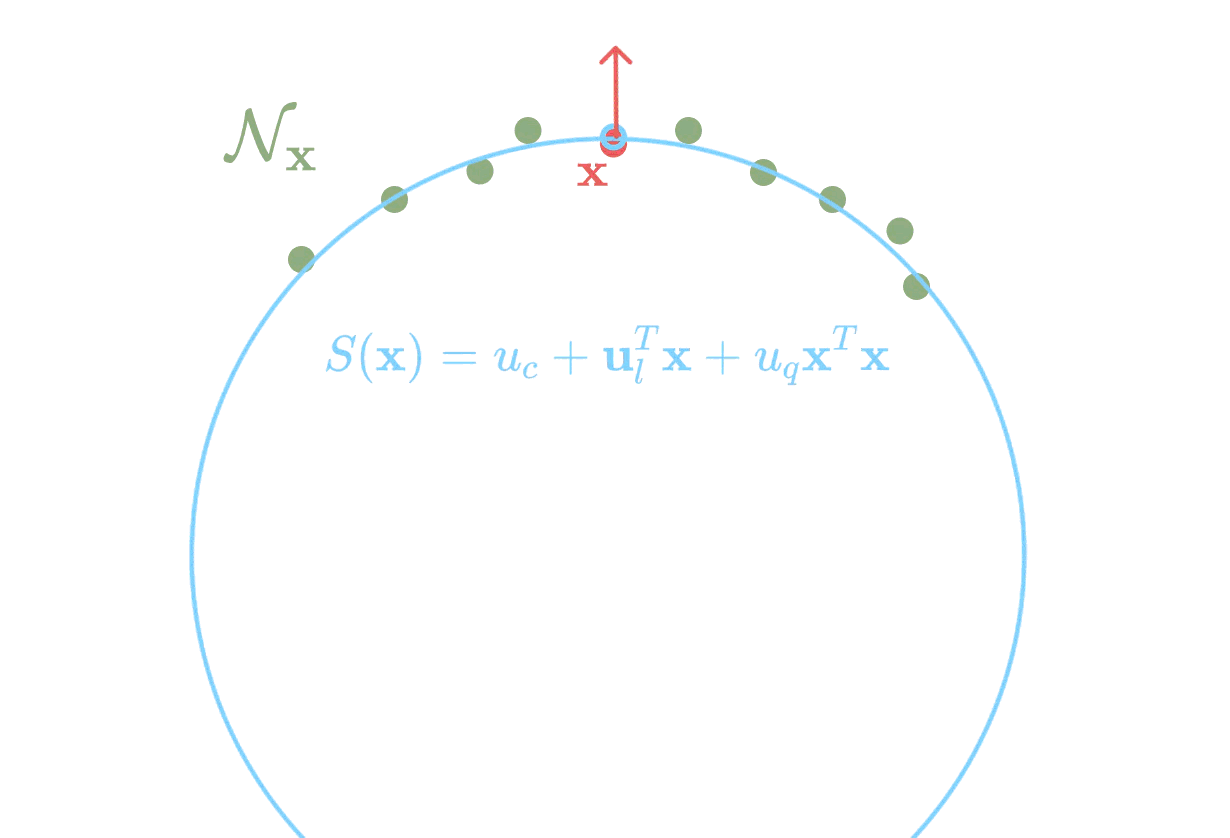 𝒩ₓ
x
S(x) = u_c + u_l^T x + u_q x^T x